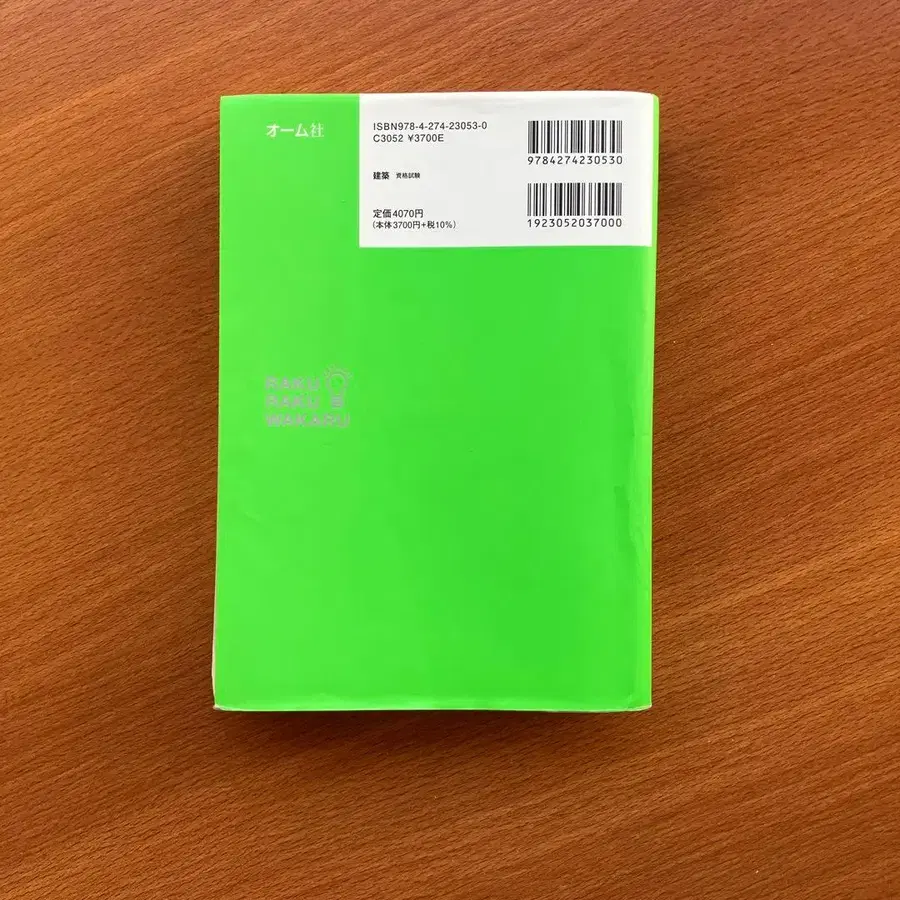 オーム社
ISBN978-4-274-23053-0
C3052 ¥3700E
建築 資格試験
定価4070円
(本体3700円+税10%)
9784274230530
1923052037000
RAKU
RAKU
WAKARU